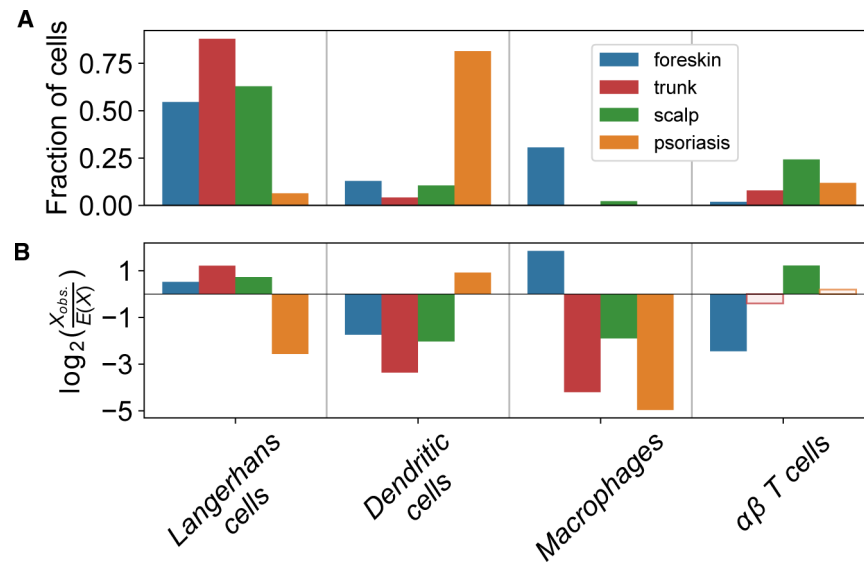 A
Fraction of cells
0.75
0.50
0.25
0.00
foreskin
trunk
scalp
psoriasis
B
log₂(X_obs./E(X))
1
−1
−3
−5
Langerhans
cells
Dendritic
cells
Macrophages
αβ T cells